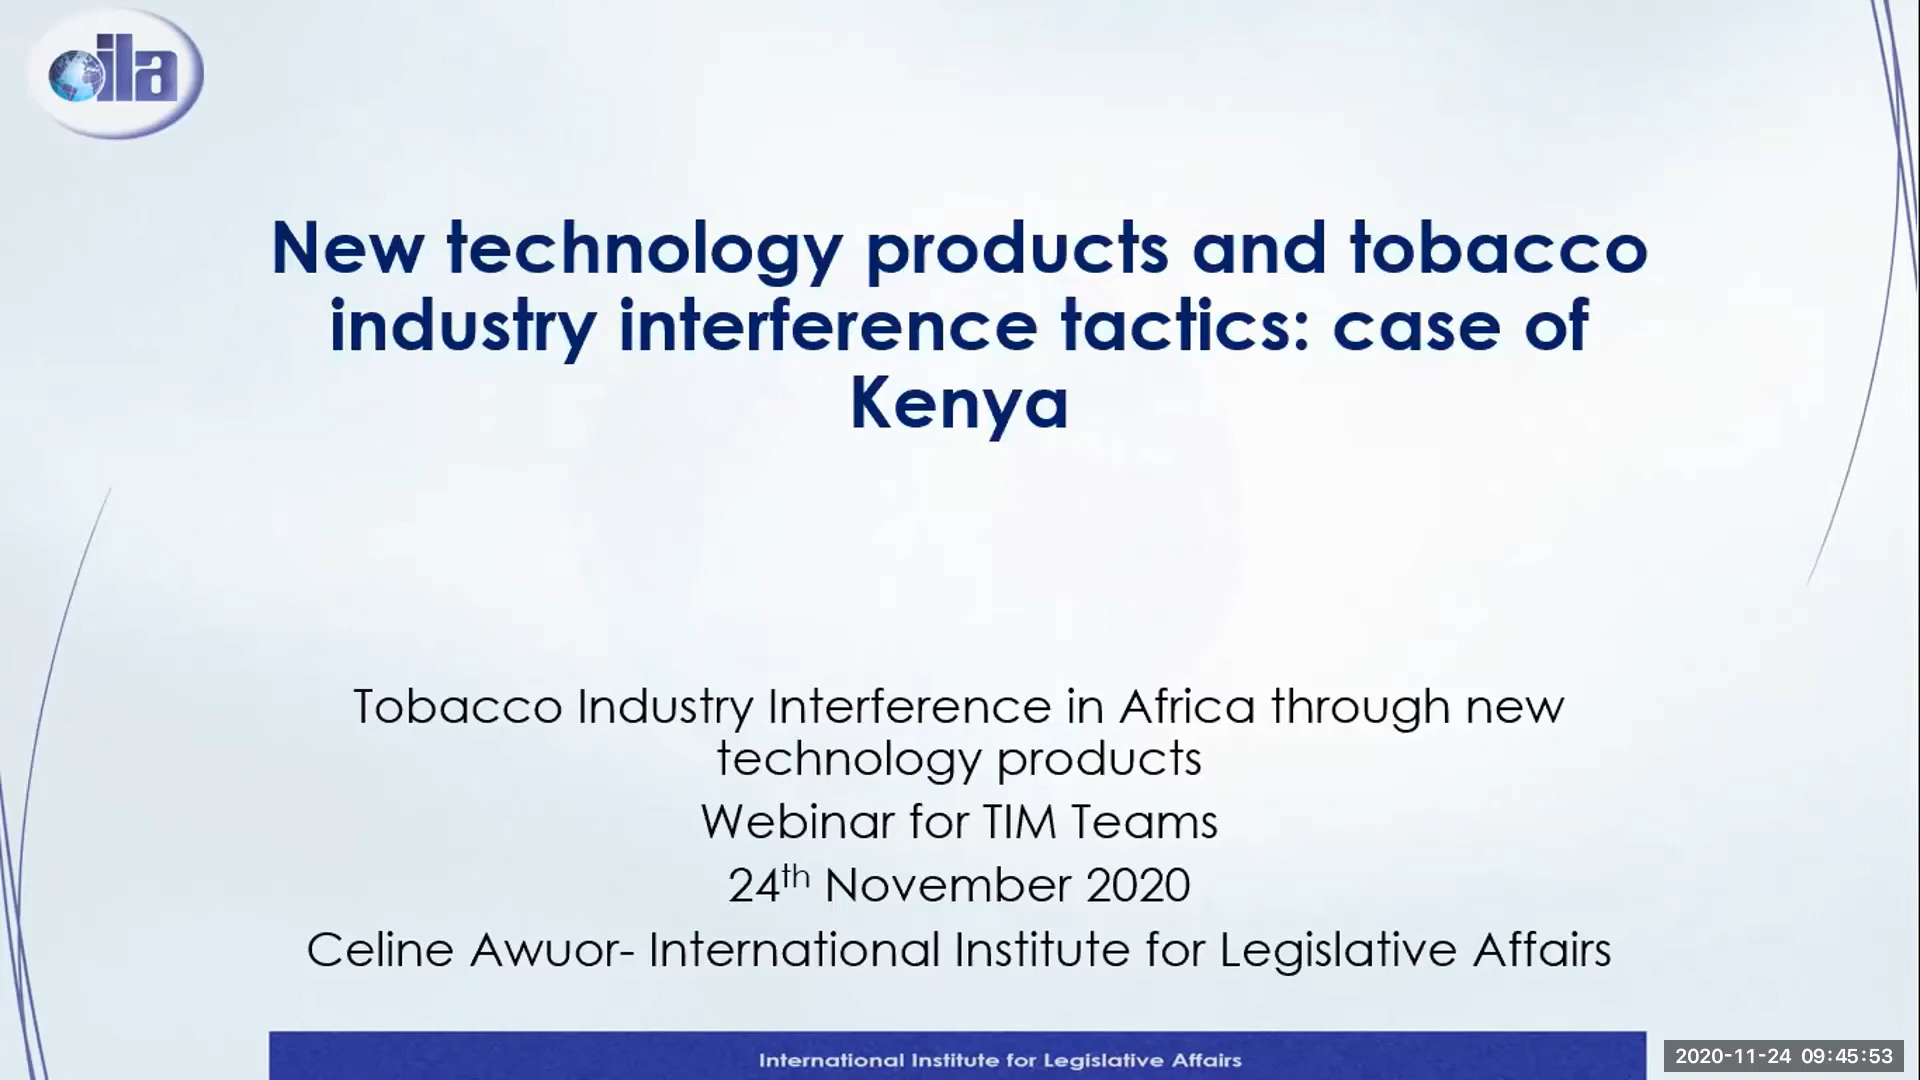 ila
New technology products and tobacco
industry interference tactics: case of
Kenya
Tobacco Industry Interference in Africa through new
technology products
Webinar for TIM Teams
24th November 2020
Celine Awuor- International Institute for Legislative Affairs
International Institute for Legislative Affairs
2020-11-24 09:45:53